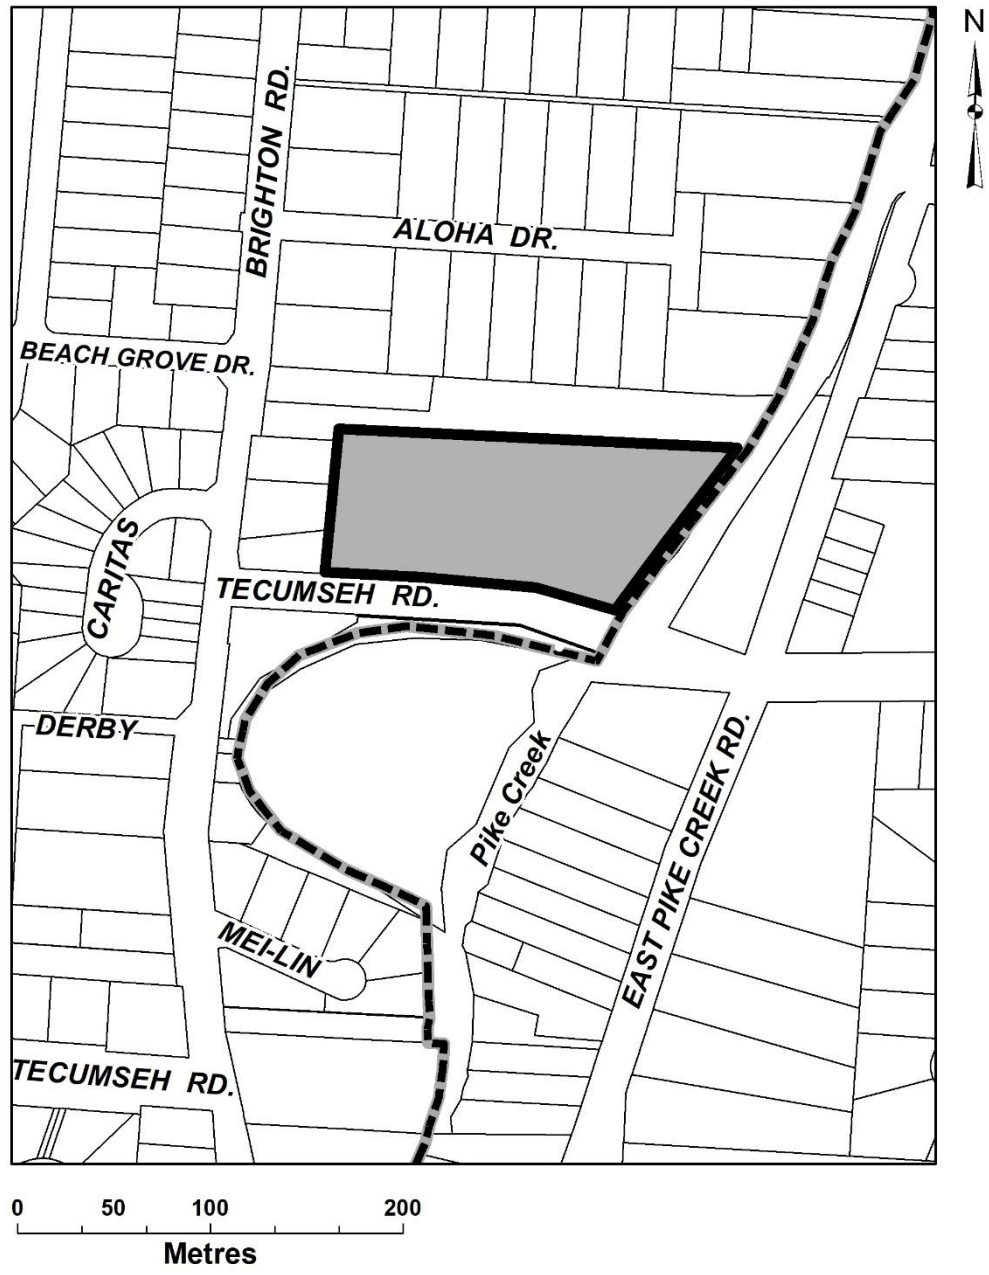 N
BRIGHTON RD.
ALOHA DR.
BEACH GROVE DR.
CARITAS
TECUMSEH RD.
DERBY
Pike Creek
EAST PIKE CREEK RD.
MEI-LIN
TECUMSEH RD.
0 50 100 200
Metres